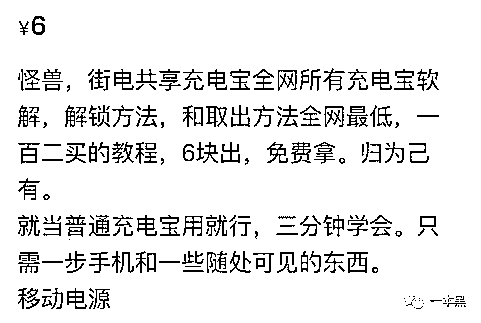 ¥6
怪兽，街电共享充电宝全网所有充电宝软
解，解锁方法，和取出方法全网最低，一
百二买的教程，6块出，免费拿。归为己
有。
就当普通充电宝用就行，三分钟学会。只
需一步手机和一些随处可见的东西。
移动电源
一本黑